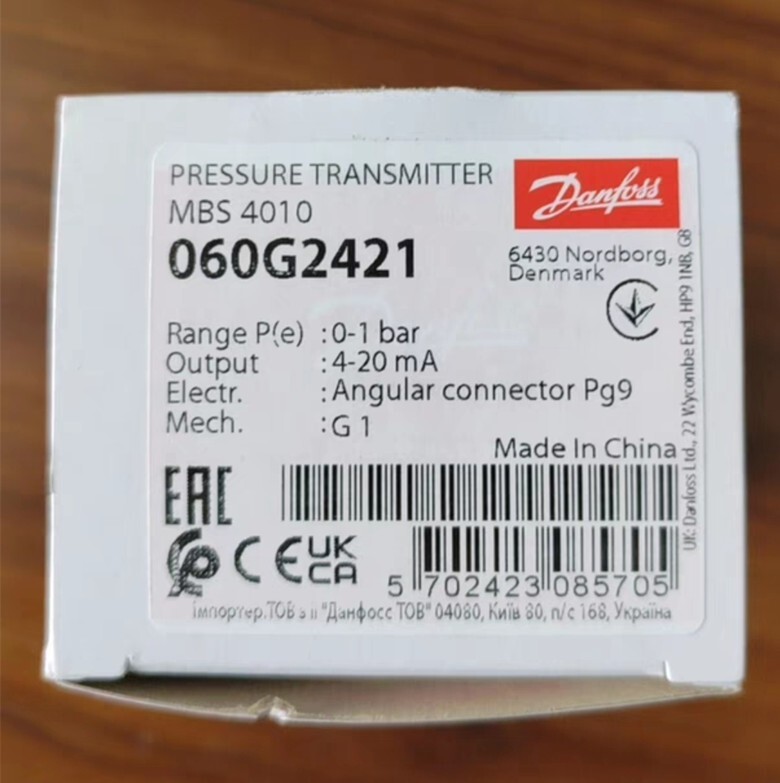 PRESSURE TRANSMITTER
MBS 4010
060G2421
Danfoss
6430 Nordborg,
Denmark
Range P(e) :0-1 bar
Output :4-20 mA
Electr. :Angular connector Pg9
Mech. :G 1
Made In China
UK: Danfoss Ltd., 22 Wycombe End, HP9 1NB, GB
EAC
CE UK
CA
5 702423 085705
імпортер.ТОВ з іі "Данфосс ТОВ" 04080, Київ 80, п/с 168, Україна